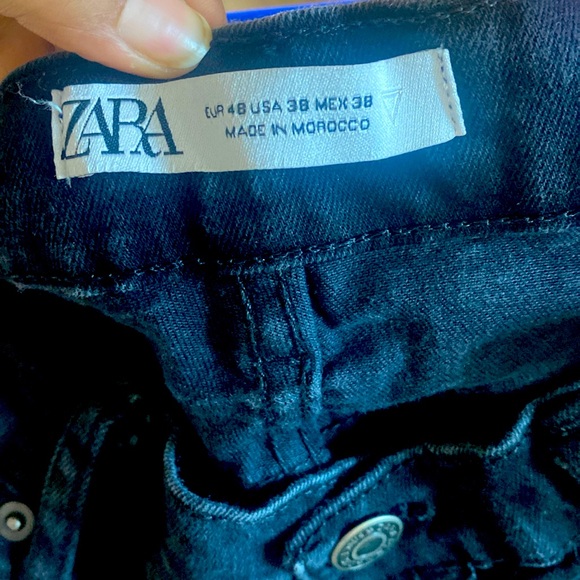 ZARA
EUR 48 USA 38 MEX 38
MADE IN MOROCCO